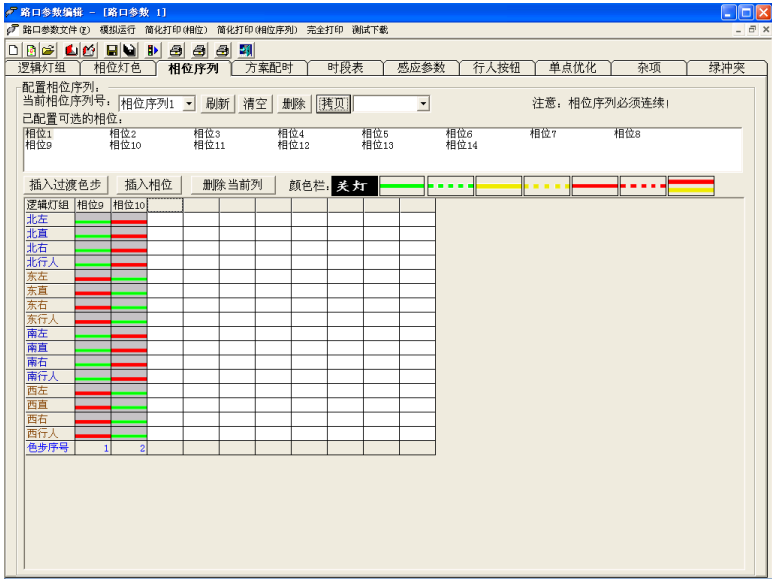 路口参数编辑 - [路口参数 1]
路口参数文件(F) 模拟运行 简化打印(相位) 简化打印(相位序列) 完全打印 测试下载
逻辑灯组 相位灯色 相位序列 方案配时 时段表 感应参数 行人按钮 单点优化 杂项 绿冲突
配置相位序列:
当前相位序列号: 相位序列1 刷新 清空 删除 拷贝 注意: 相位序列必须连续!
已配置可选的相位:
相位1 相位2 相位3 相位4 相位5 相位6 相位7 相位8
相位9 相位10 相位11 相位12 相位13 相位14
插入过渡色步 插入相位 删除当前列 颜色栏: 关灯
逻辑灯组 相位9 相位10
北左
北直
北右
北行人
东左
东直
东右
东行人
南左
南直
南右
南行人
西左
西直
西右
西行人
色步序号 1 2